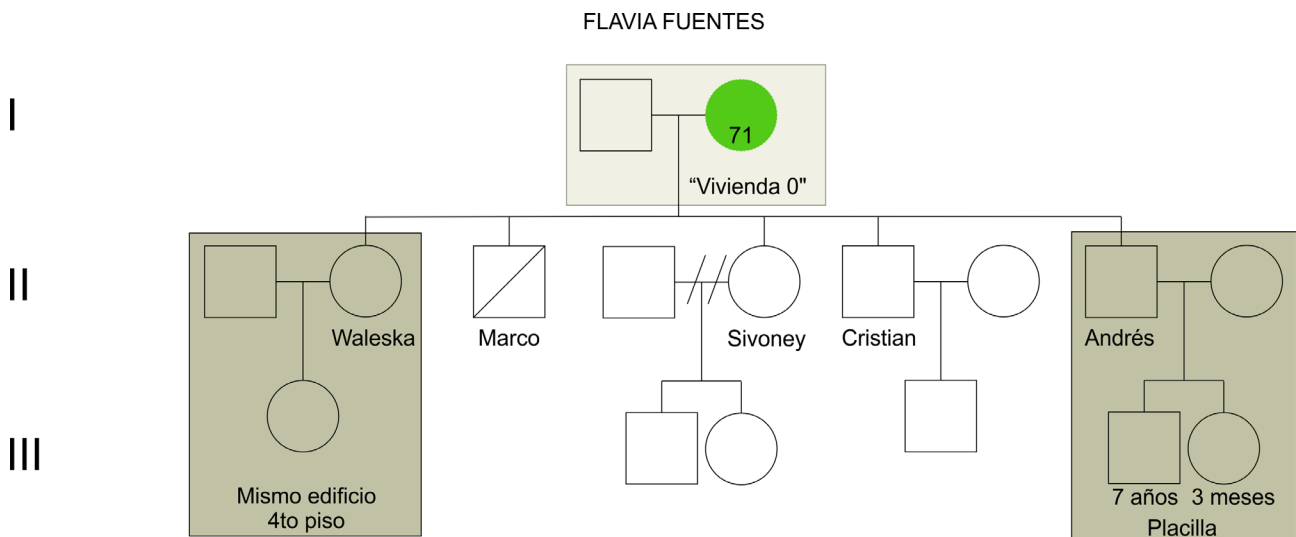 FLAVIA FUENTES
I
71
“Vivienda 0"
II
Waleska
Marco
Sivoney
Cristian
Andrés
III
Mismo edificio
4to piso
7 años
3 meses
Placilla